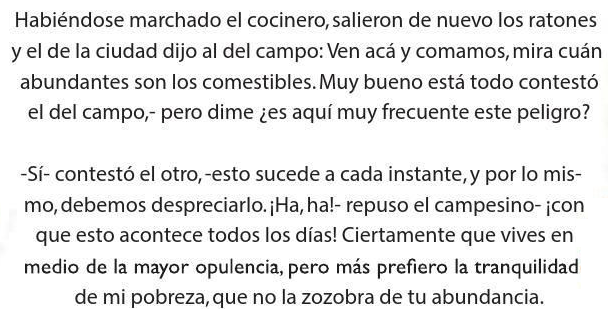 Habiéndose marchado el cocinero, salieron de nuevo los ratones
y el de la ciudad dijo al del campo: Ven acá y comamos, mira cuán
abundantes son los comestibles. Muy bueno está todo contestó
el del campo,- pero dime ¿es aquí muy frecuente este peligro?
-Sí- contestó el otro, -esto sucede a cada instante, y por lo mis-
mo, debemos despreciarlo. ¡Ha, ha!- repuso el campesino- ¡con
que esto acontece todos los días! Ciertamente que vives en
medio de la mayor opulencia, pero más prefiero la tranquilidad
de mi pobreza, que no la zozobra de tu abundancia.